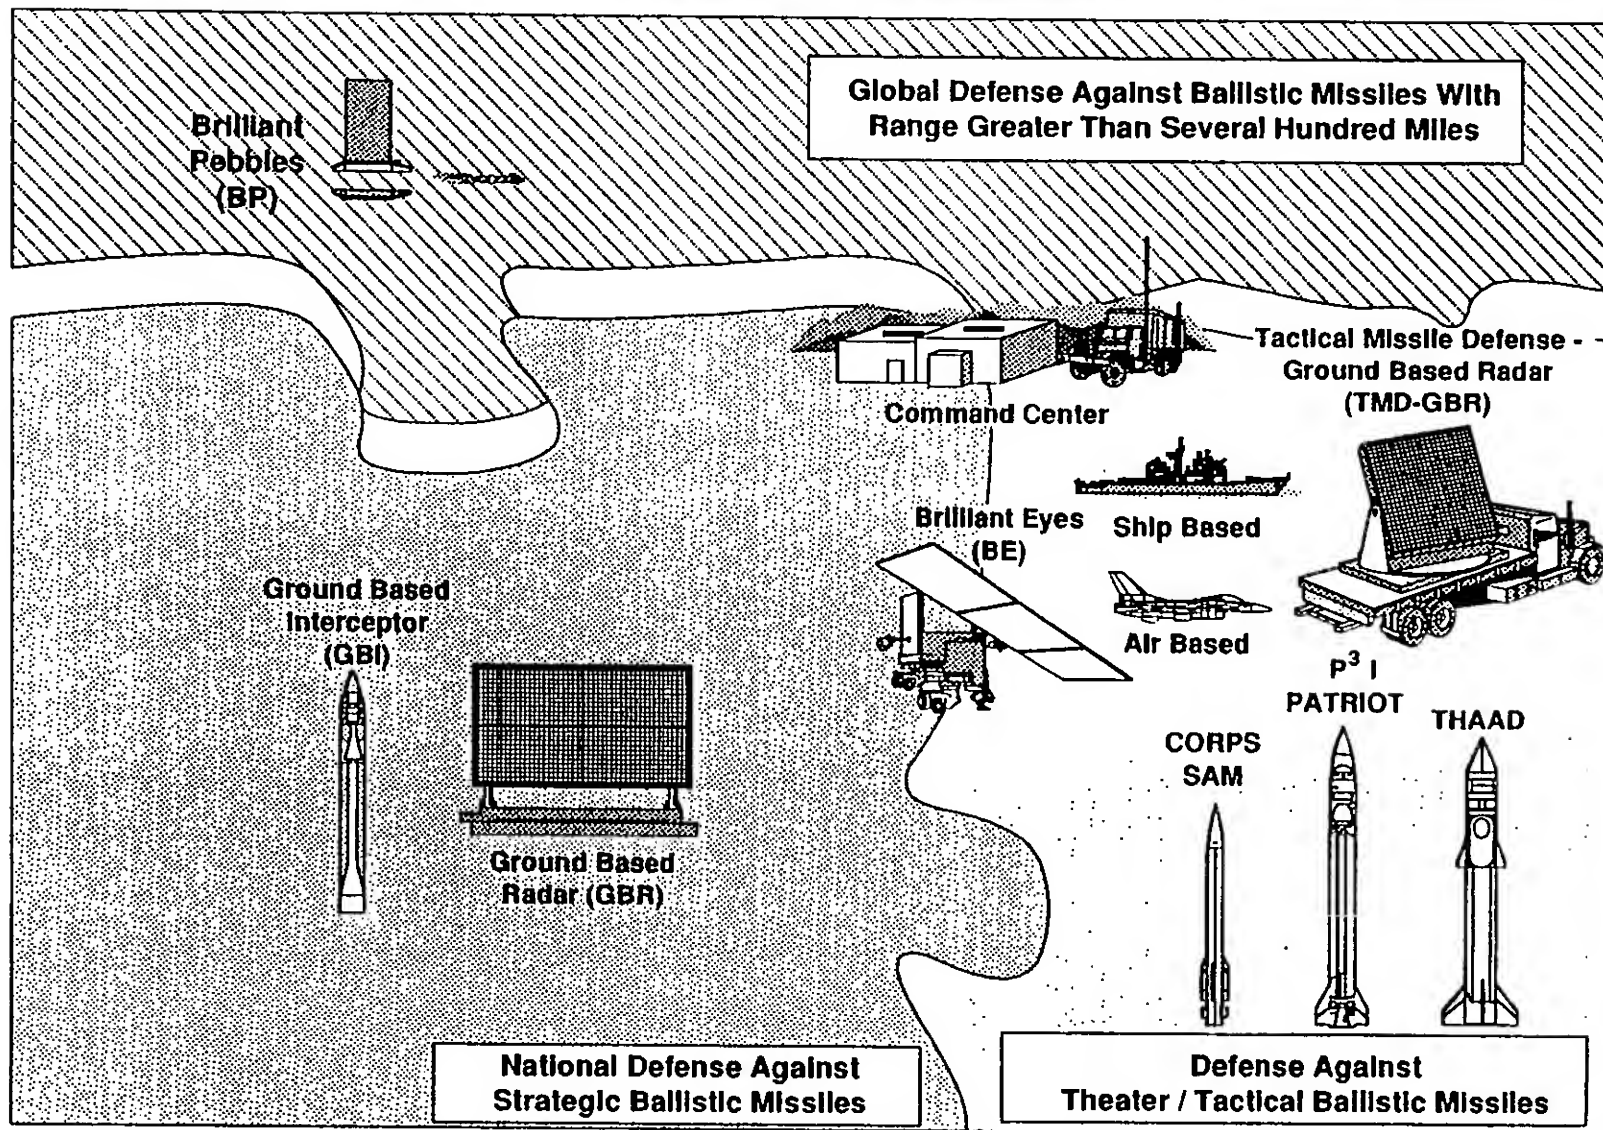 Global Defense Against Ballistic Missiles With
Range Greater Than Several Hundred Miles
Brilliant
Pebbles
(BP)
Tactical Missile Defense -
Ground Based Radar
(TMD-GBR)
Command Center
Ship Based
Brilliant Eyes
(BE)
Air Based
Ground Based
Interceptor
(GBI)
Ground Based
Radar (GBR)
P³ I
PATRIOT
THAAD
CORPS
SAM
National Defense Against
Strategic Ballistic Missiles
Defense Against
Theater / Tactical Ballistic Missiles